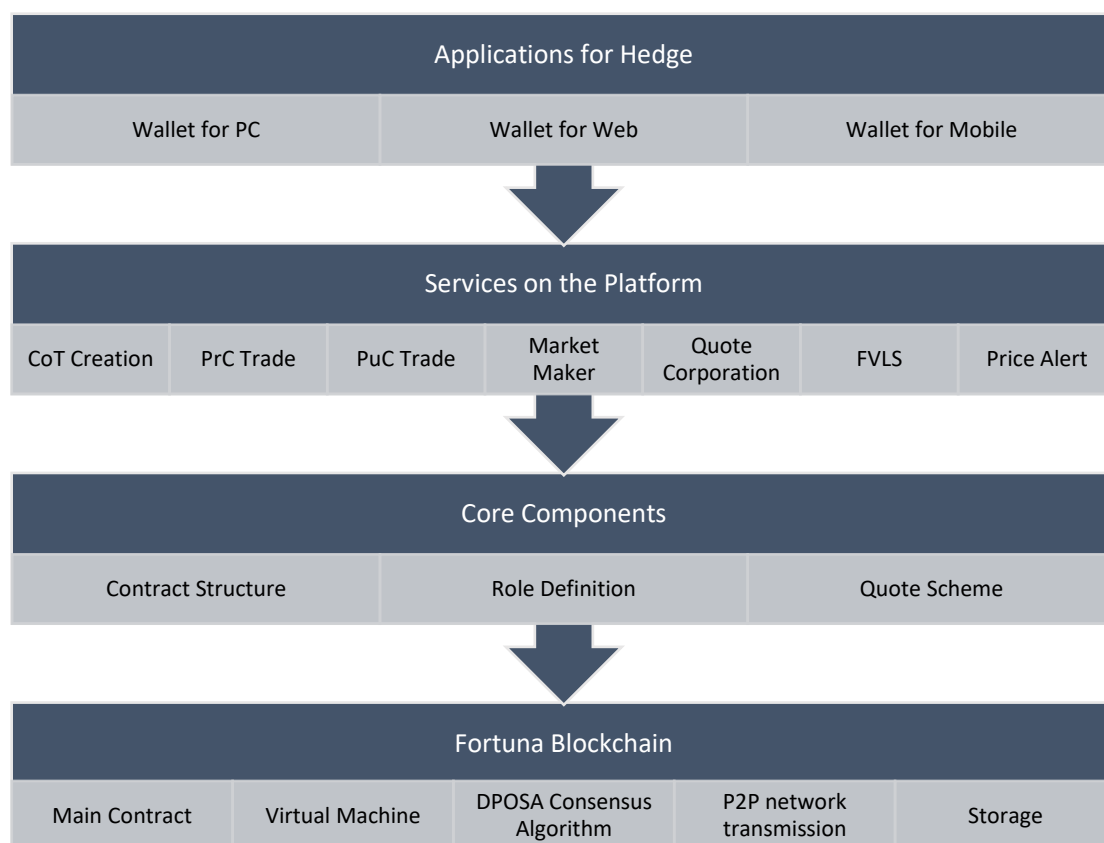 Applications for Hedge
Wallet for PC
Wallet for Web
Wallet for Mobile
Services on the Platform
CoT Creation
PrC Trade
PuC Trade
Market
Maker
Quote
Corporation
FVLS
Price Alert
Core Components
Contract Structure
Role Definition
Quote Scheme
Fortuna Blockchain
Main Contract
Virtual Machine
DPOSA Consensus
Algorithm
P2P network
transmission
Storage